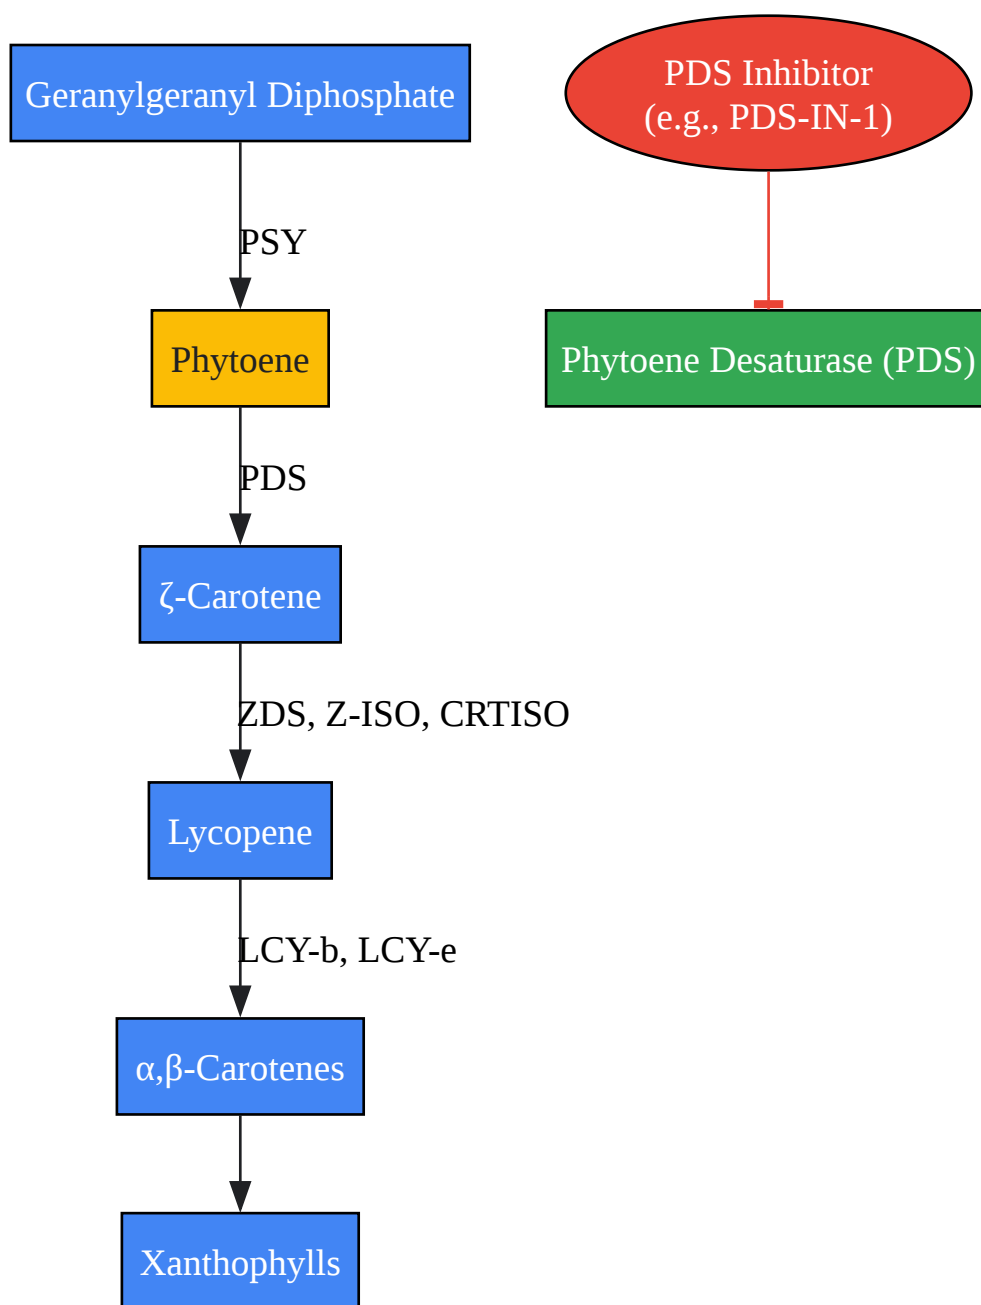 Geranylgeranyl Diphosphate
PDS Inhibitor
(e.g., PDS-IN-1)
PSY
Phytoene
Phytoene Desaturase (PDS)
PDS
ζ-Carotene
ZDS, Z-ISO, CRTISO
Lycopene
LCY-b, LCY-e
α,β-Carotenes
Xanthophylls